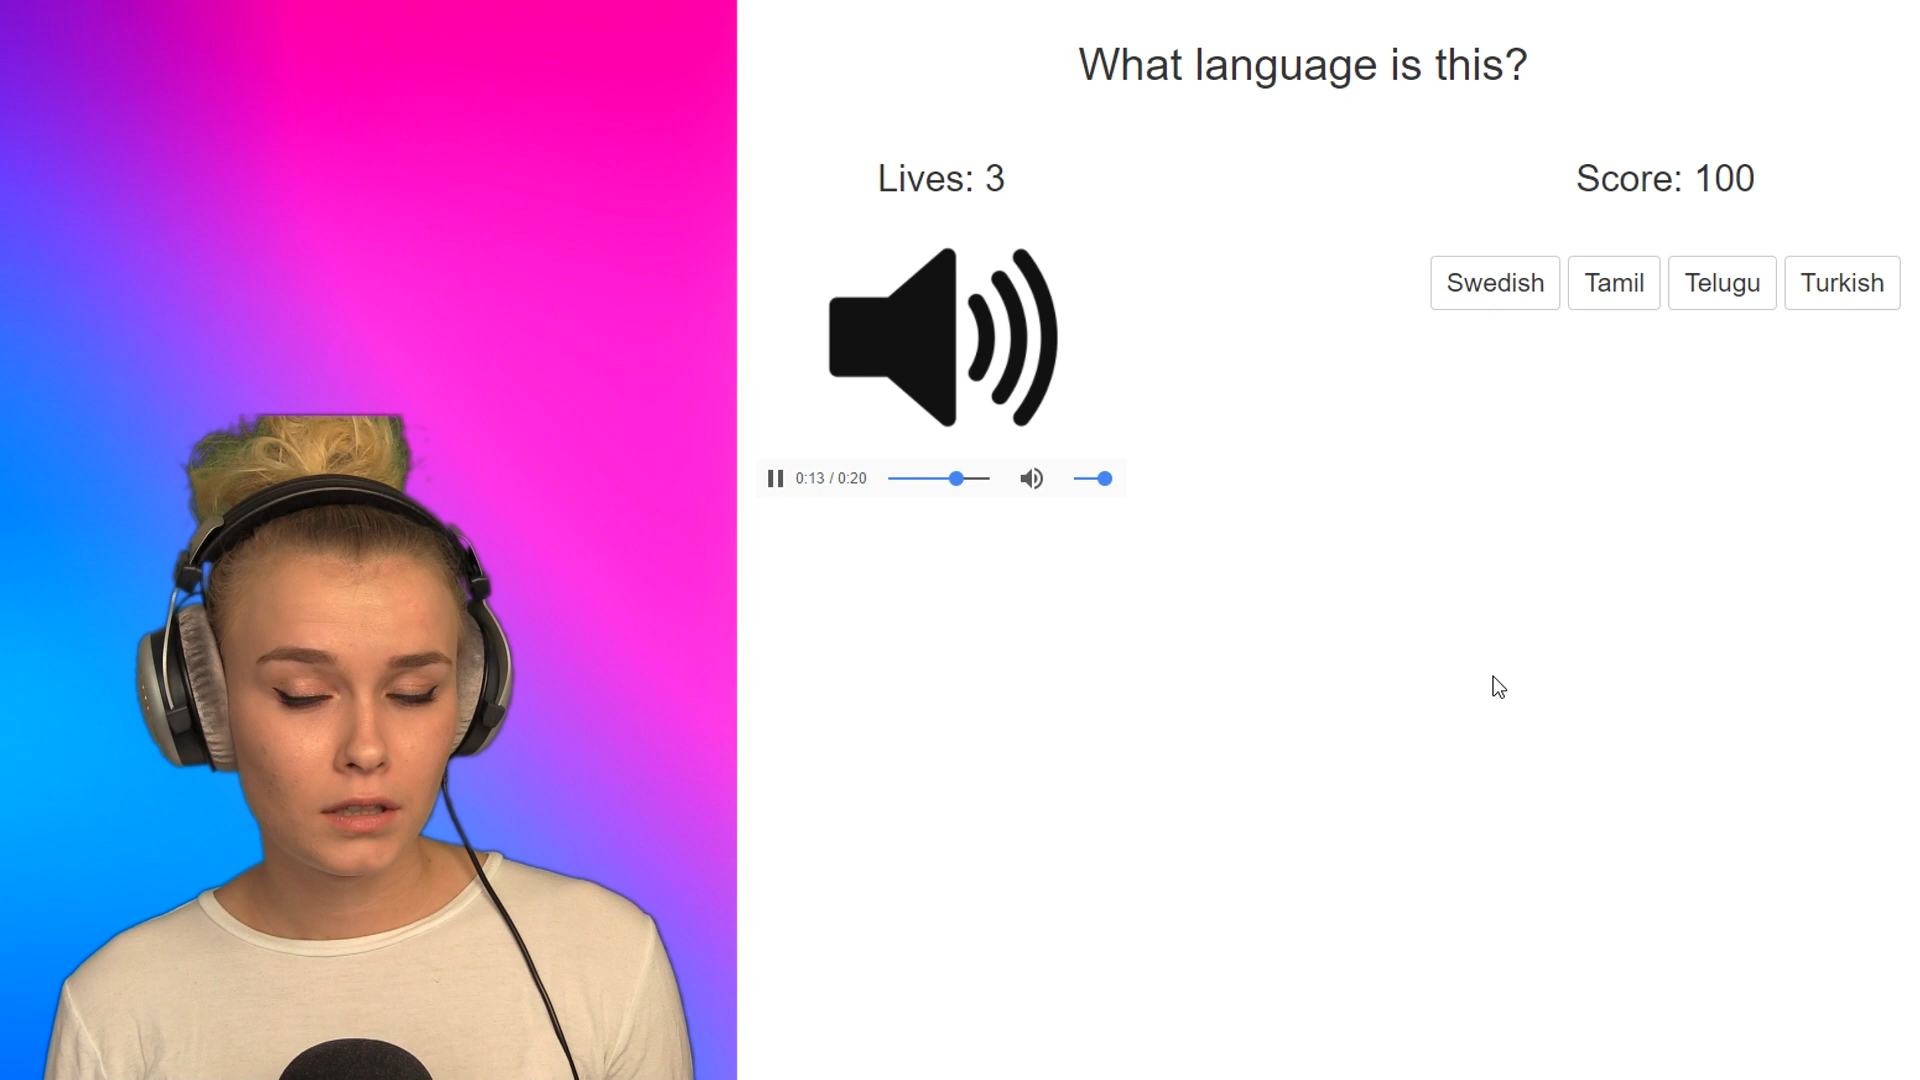 What language is this?
Lives: 3
Score: 100
Swedish
Tamil
Telugu
Turkish
0:13 / 0:20